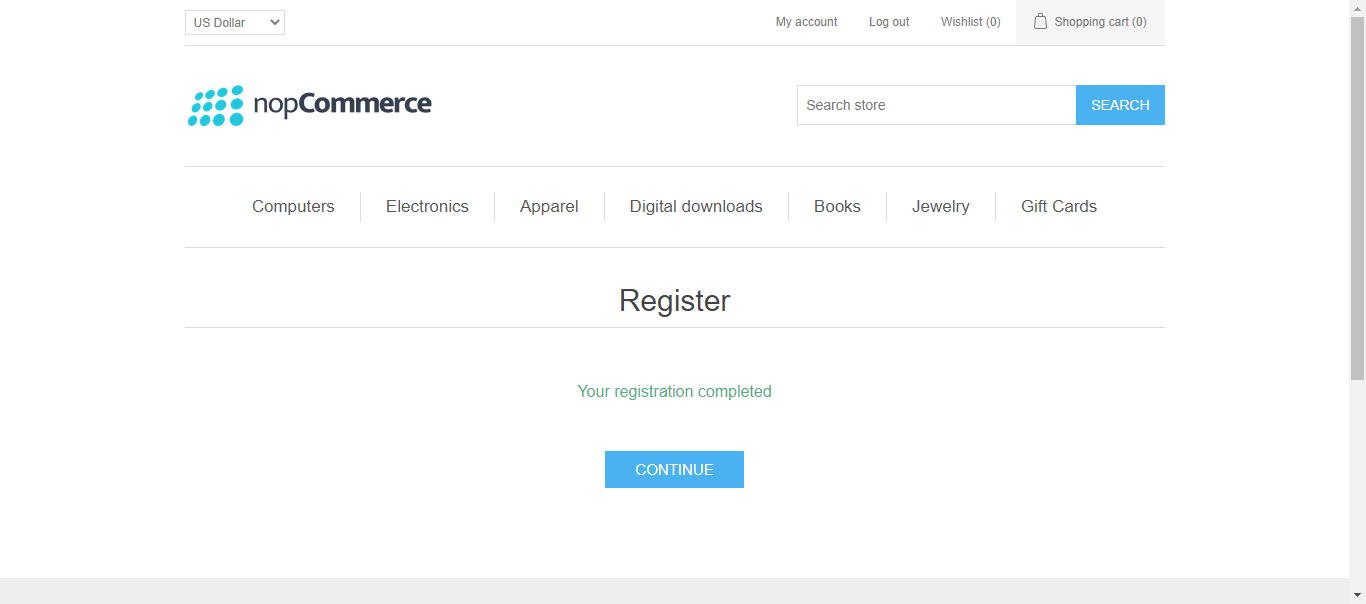 US Dollar My account Log out Wishlist (0) Shopping cart (0)
nopCommerce Search store SEARCH
Computers Electronics Apparel Digital downloads Books Jewelry Gift Cards
Register
Your registration completed
CONTINUE